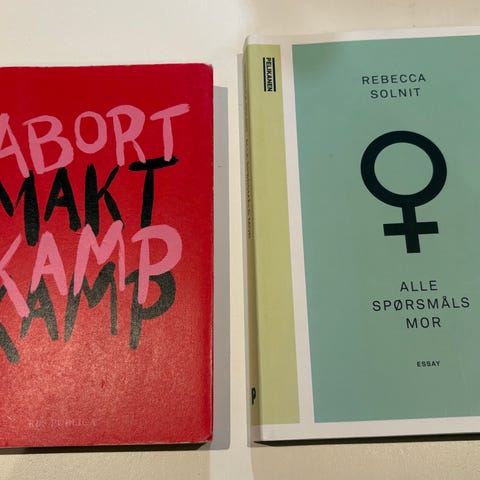 ABORT
MAKT
KAMP
KAMP
RES PUBLICA
PELIKANEN
REBECCA
SOLNIT
ALLE
SPØRSMÅLS
MOR
ESSAY
P